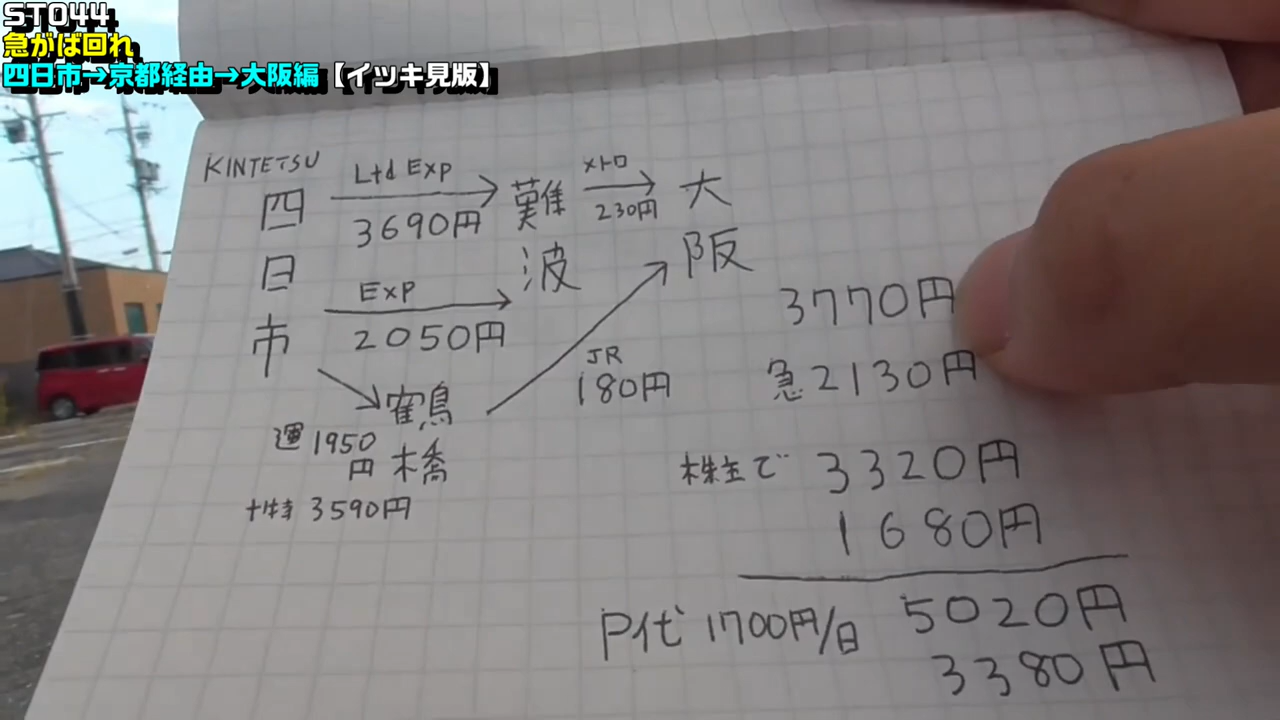 STO44
急がば回れ
四日市→京都経由→大阪編【イツキ見版】
KINTETSU
四日市
Ltd Exp
3690円
難波
メトロ
230円
大阪
Exp
2050円
JR
180円
鶴橋
運1950円
+特 3590円
3770円
急2130円
株主で 3320円
1680円
P代 1700円/日 5020円
3380円